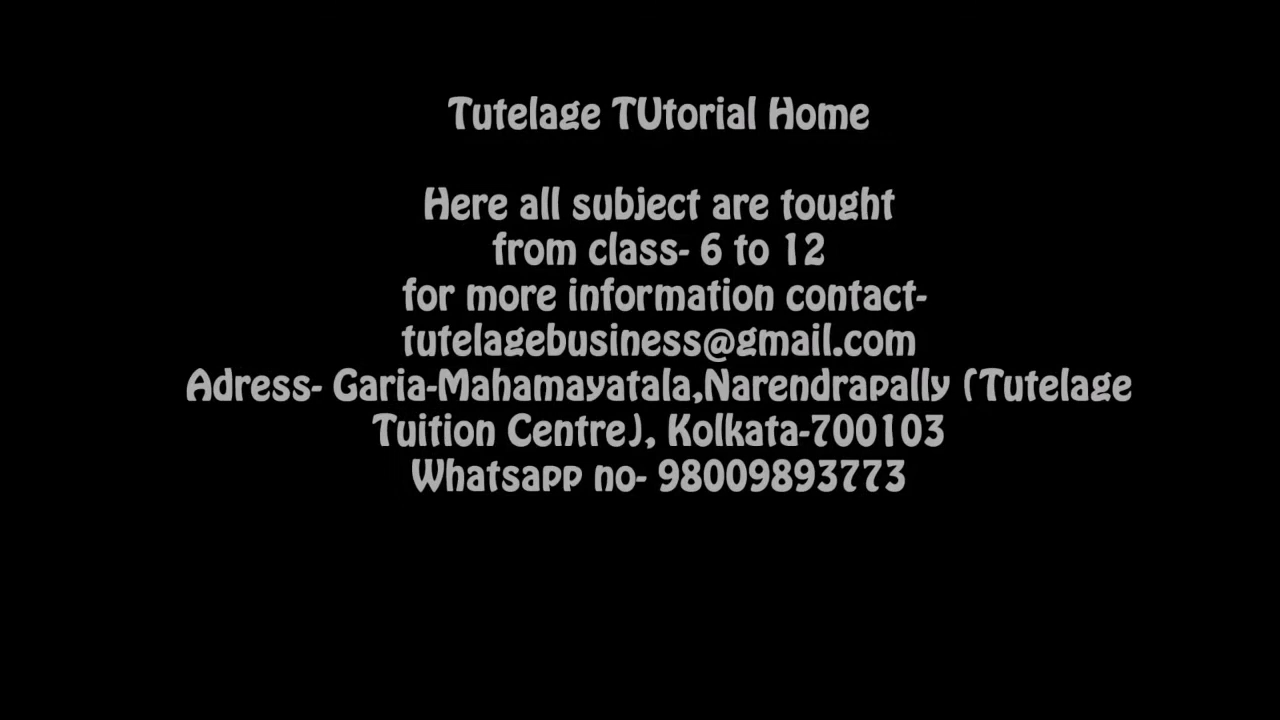 Tutelage TUtorial Home
Here all subject are tought
from class- 6 to 12
for more information contact-
tutelagebusiness@gmail.com
Adress- Garia-Mahamayatala,Narendrapally (Tutelage
Tuition Centre), Kolkata-700103
Whatsapp no- 98009893773